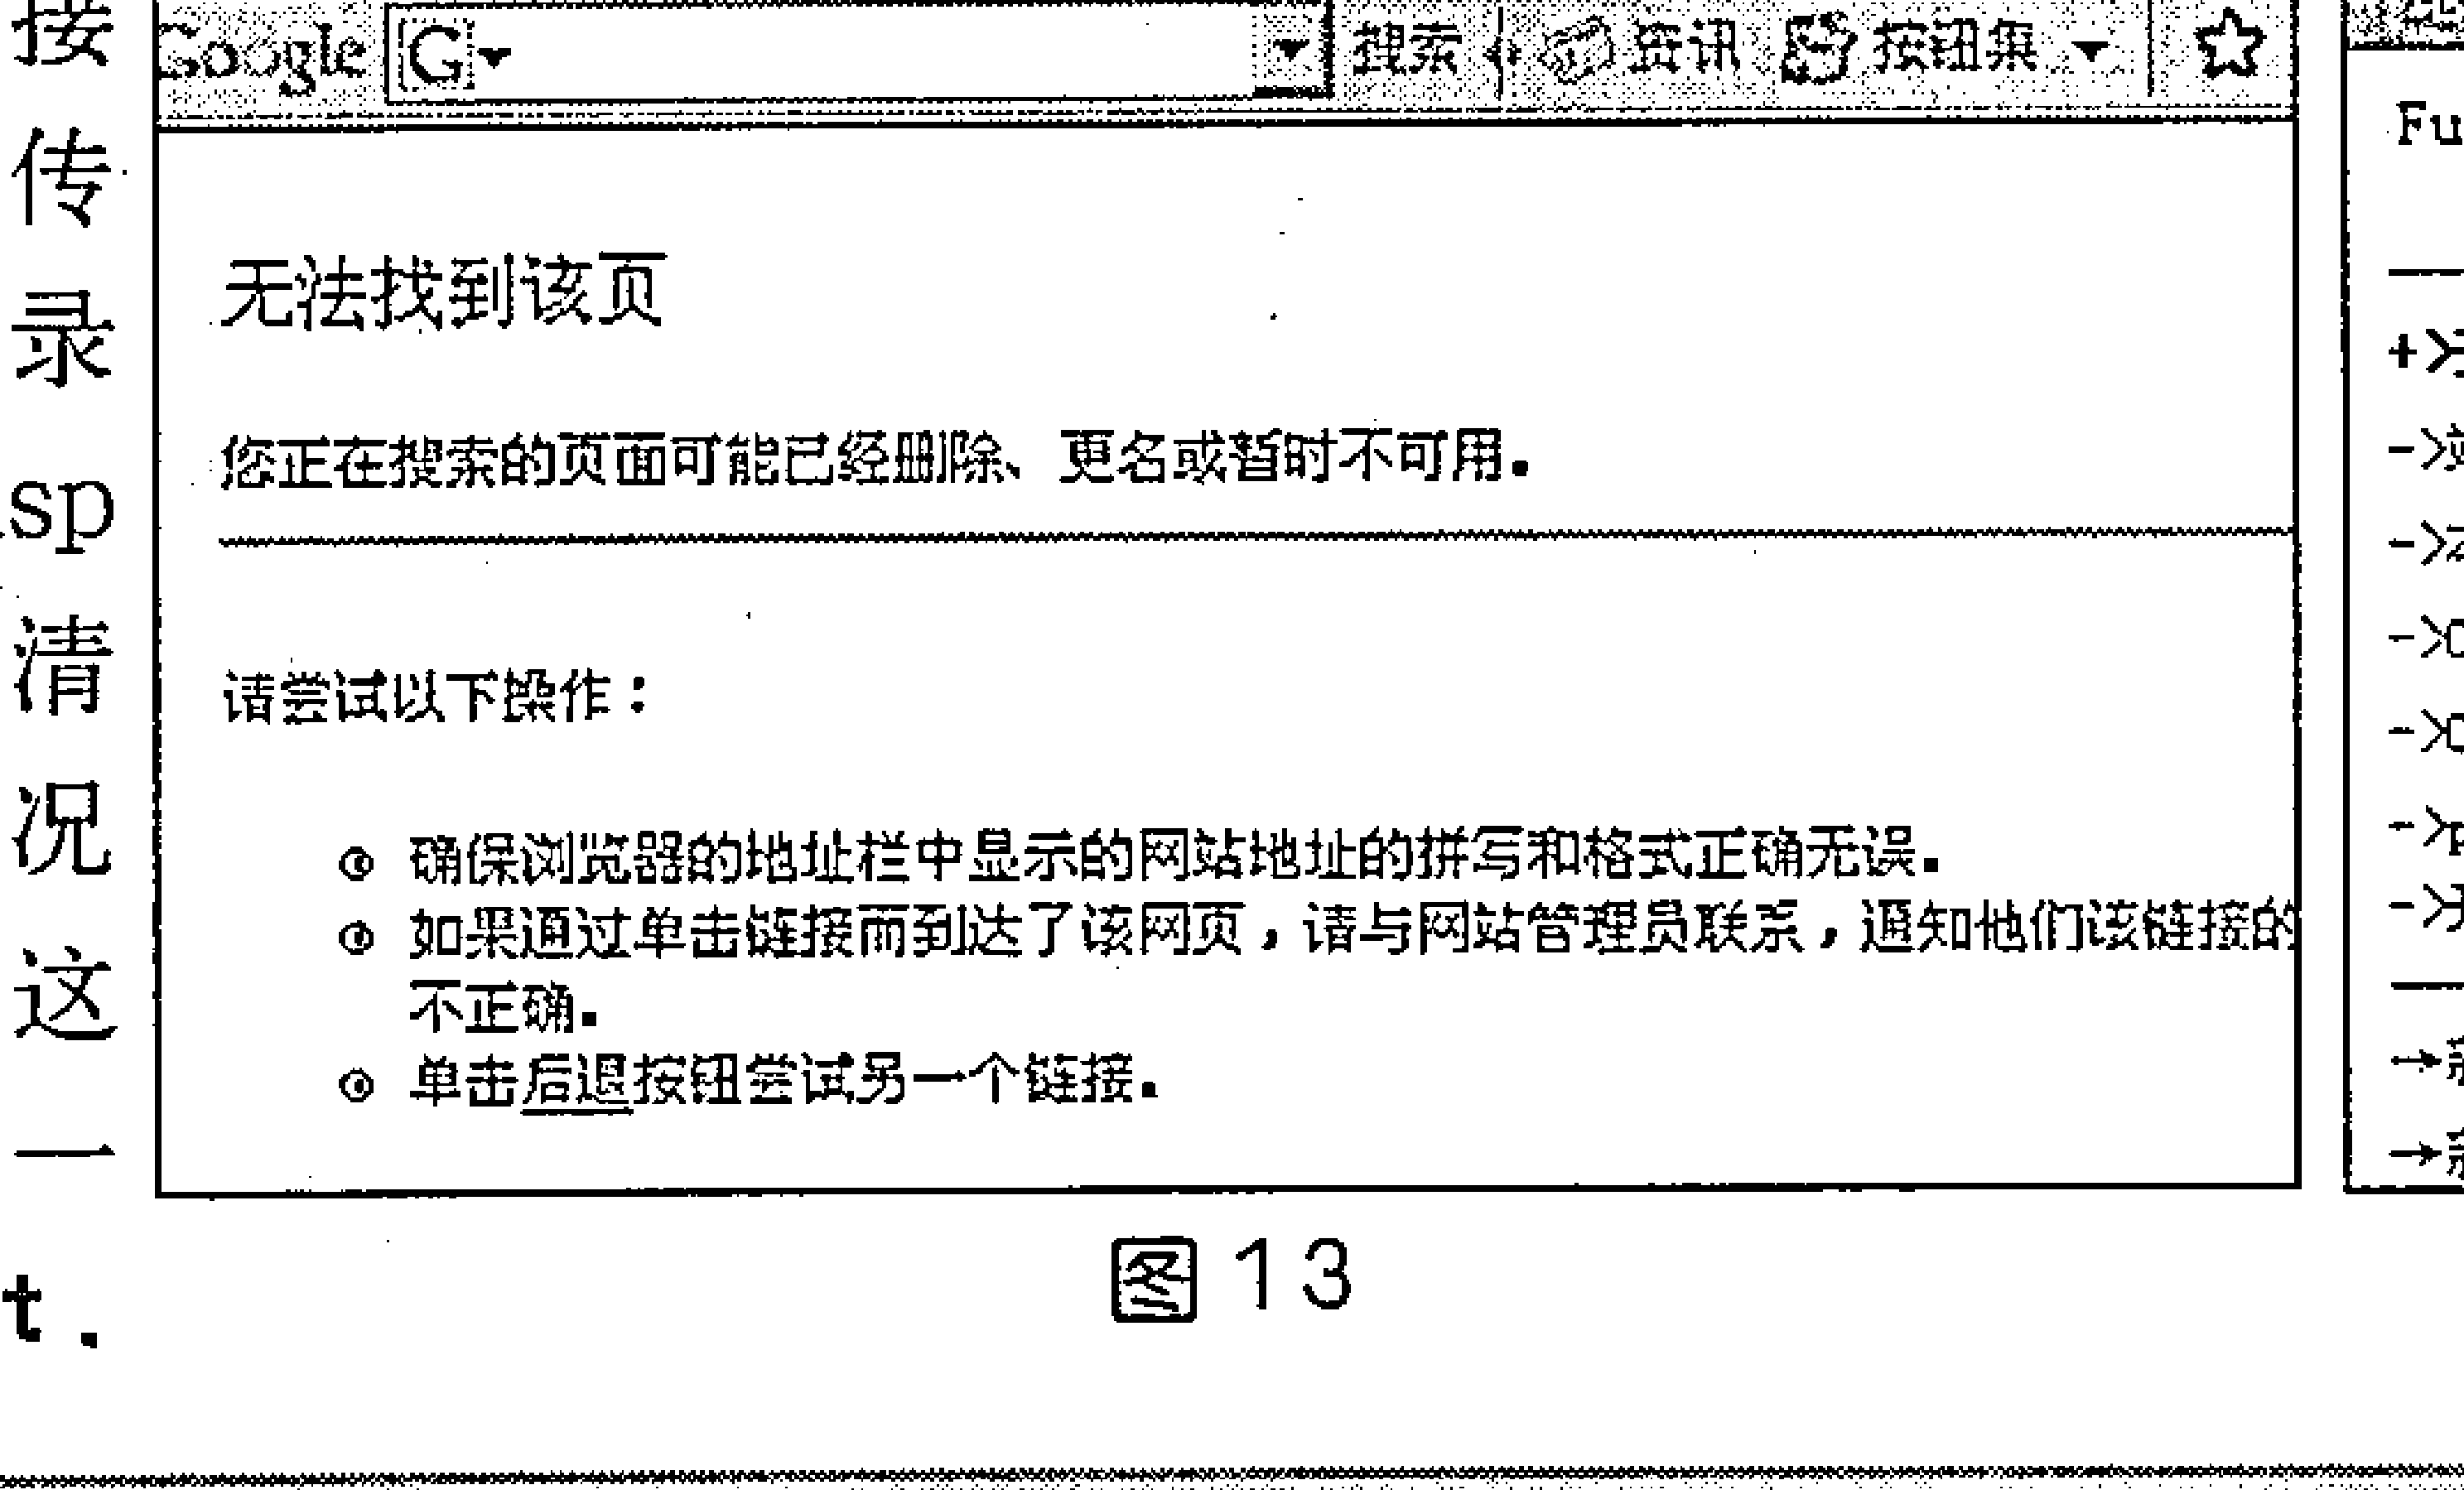 接
传
录
sp
清
况
这
一
t.
Google G 搜索 资讯 按钮集
无法找到该页
您正在搜索的页面可能已经删除、更名或暂时不可用。
请尝试以下操作：
确保浏览器的地址栏中显示的网站地址的拼写和格式正确无误。
如果通过单击链接而到达了该网页，请与网站管理员联系，通知他们该链接的
不正确。
单击后退按钮尝试另一个链接。
图 13
Fu